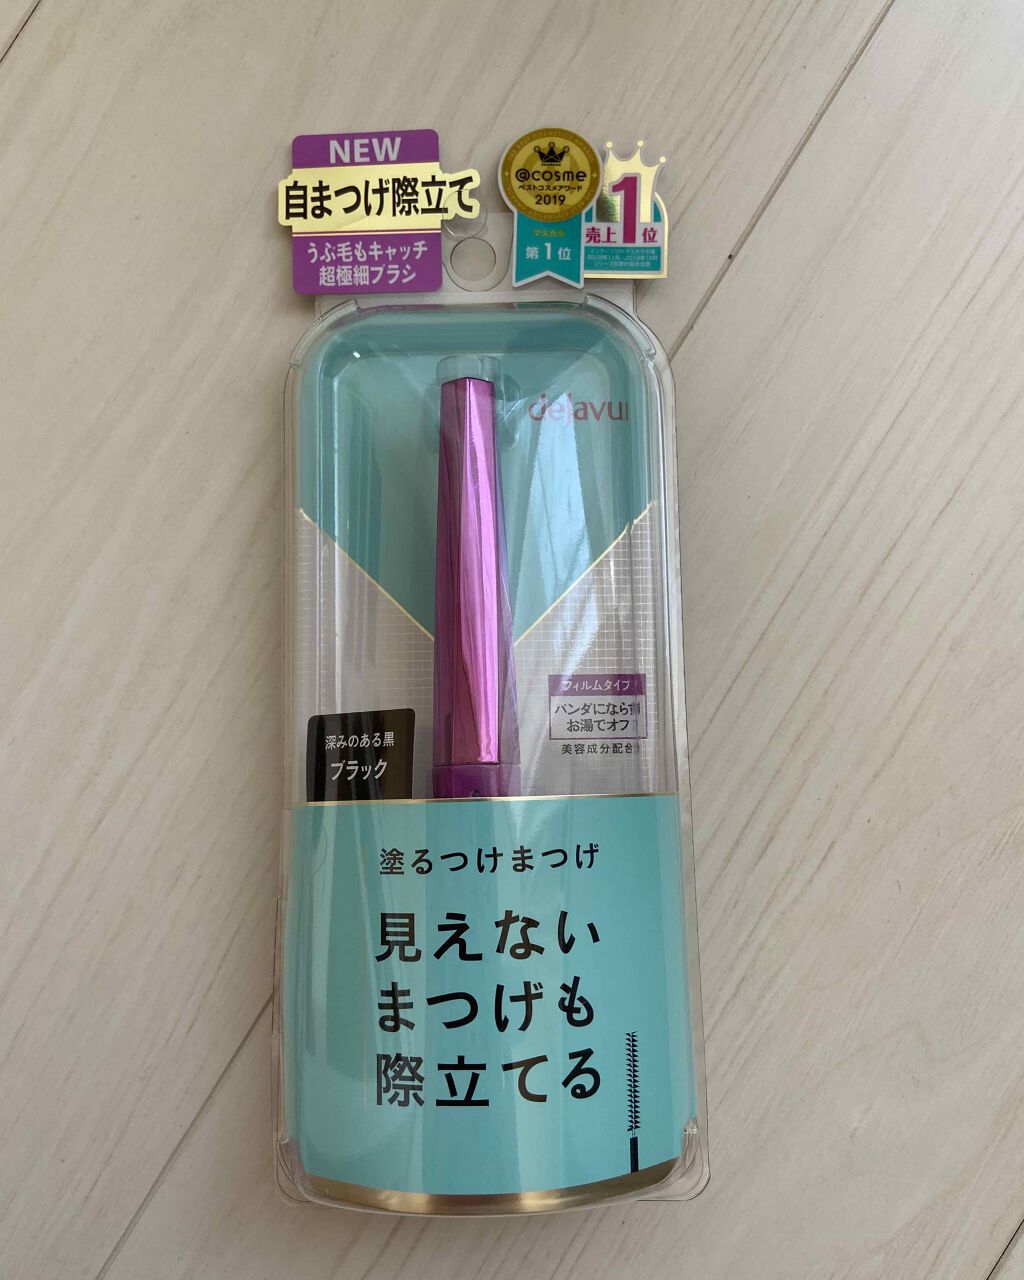 NEW
自まつげ際立て
うぶ毛もキャッチ
超極細ブラシ
@cosme
ベストコスメアワード
2019
マスカラ
第1位
売上1位
dejavu
フィルムタイプ
パンダになら
お湯でオフ
美容成分配合
深みのある黒
ブラック
塗るつけまつげ
見えない
まつげも
際立てる